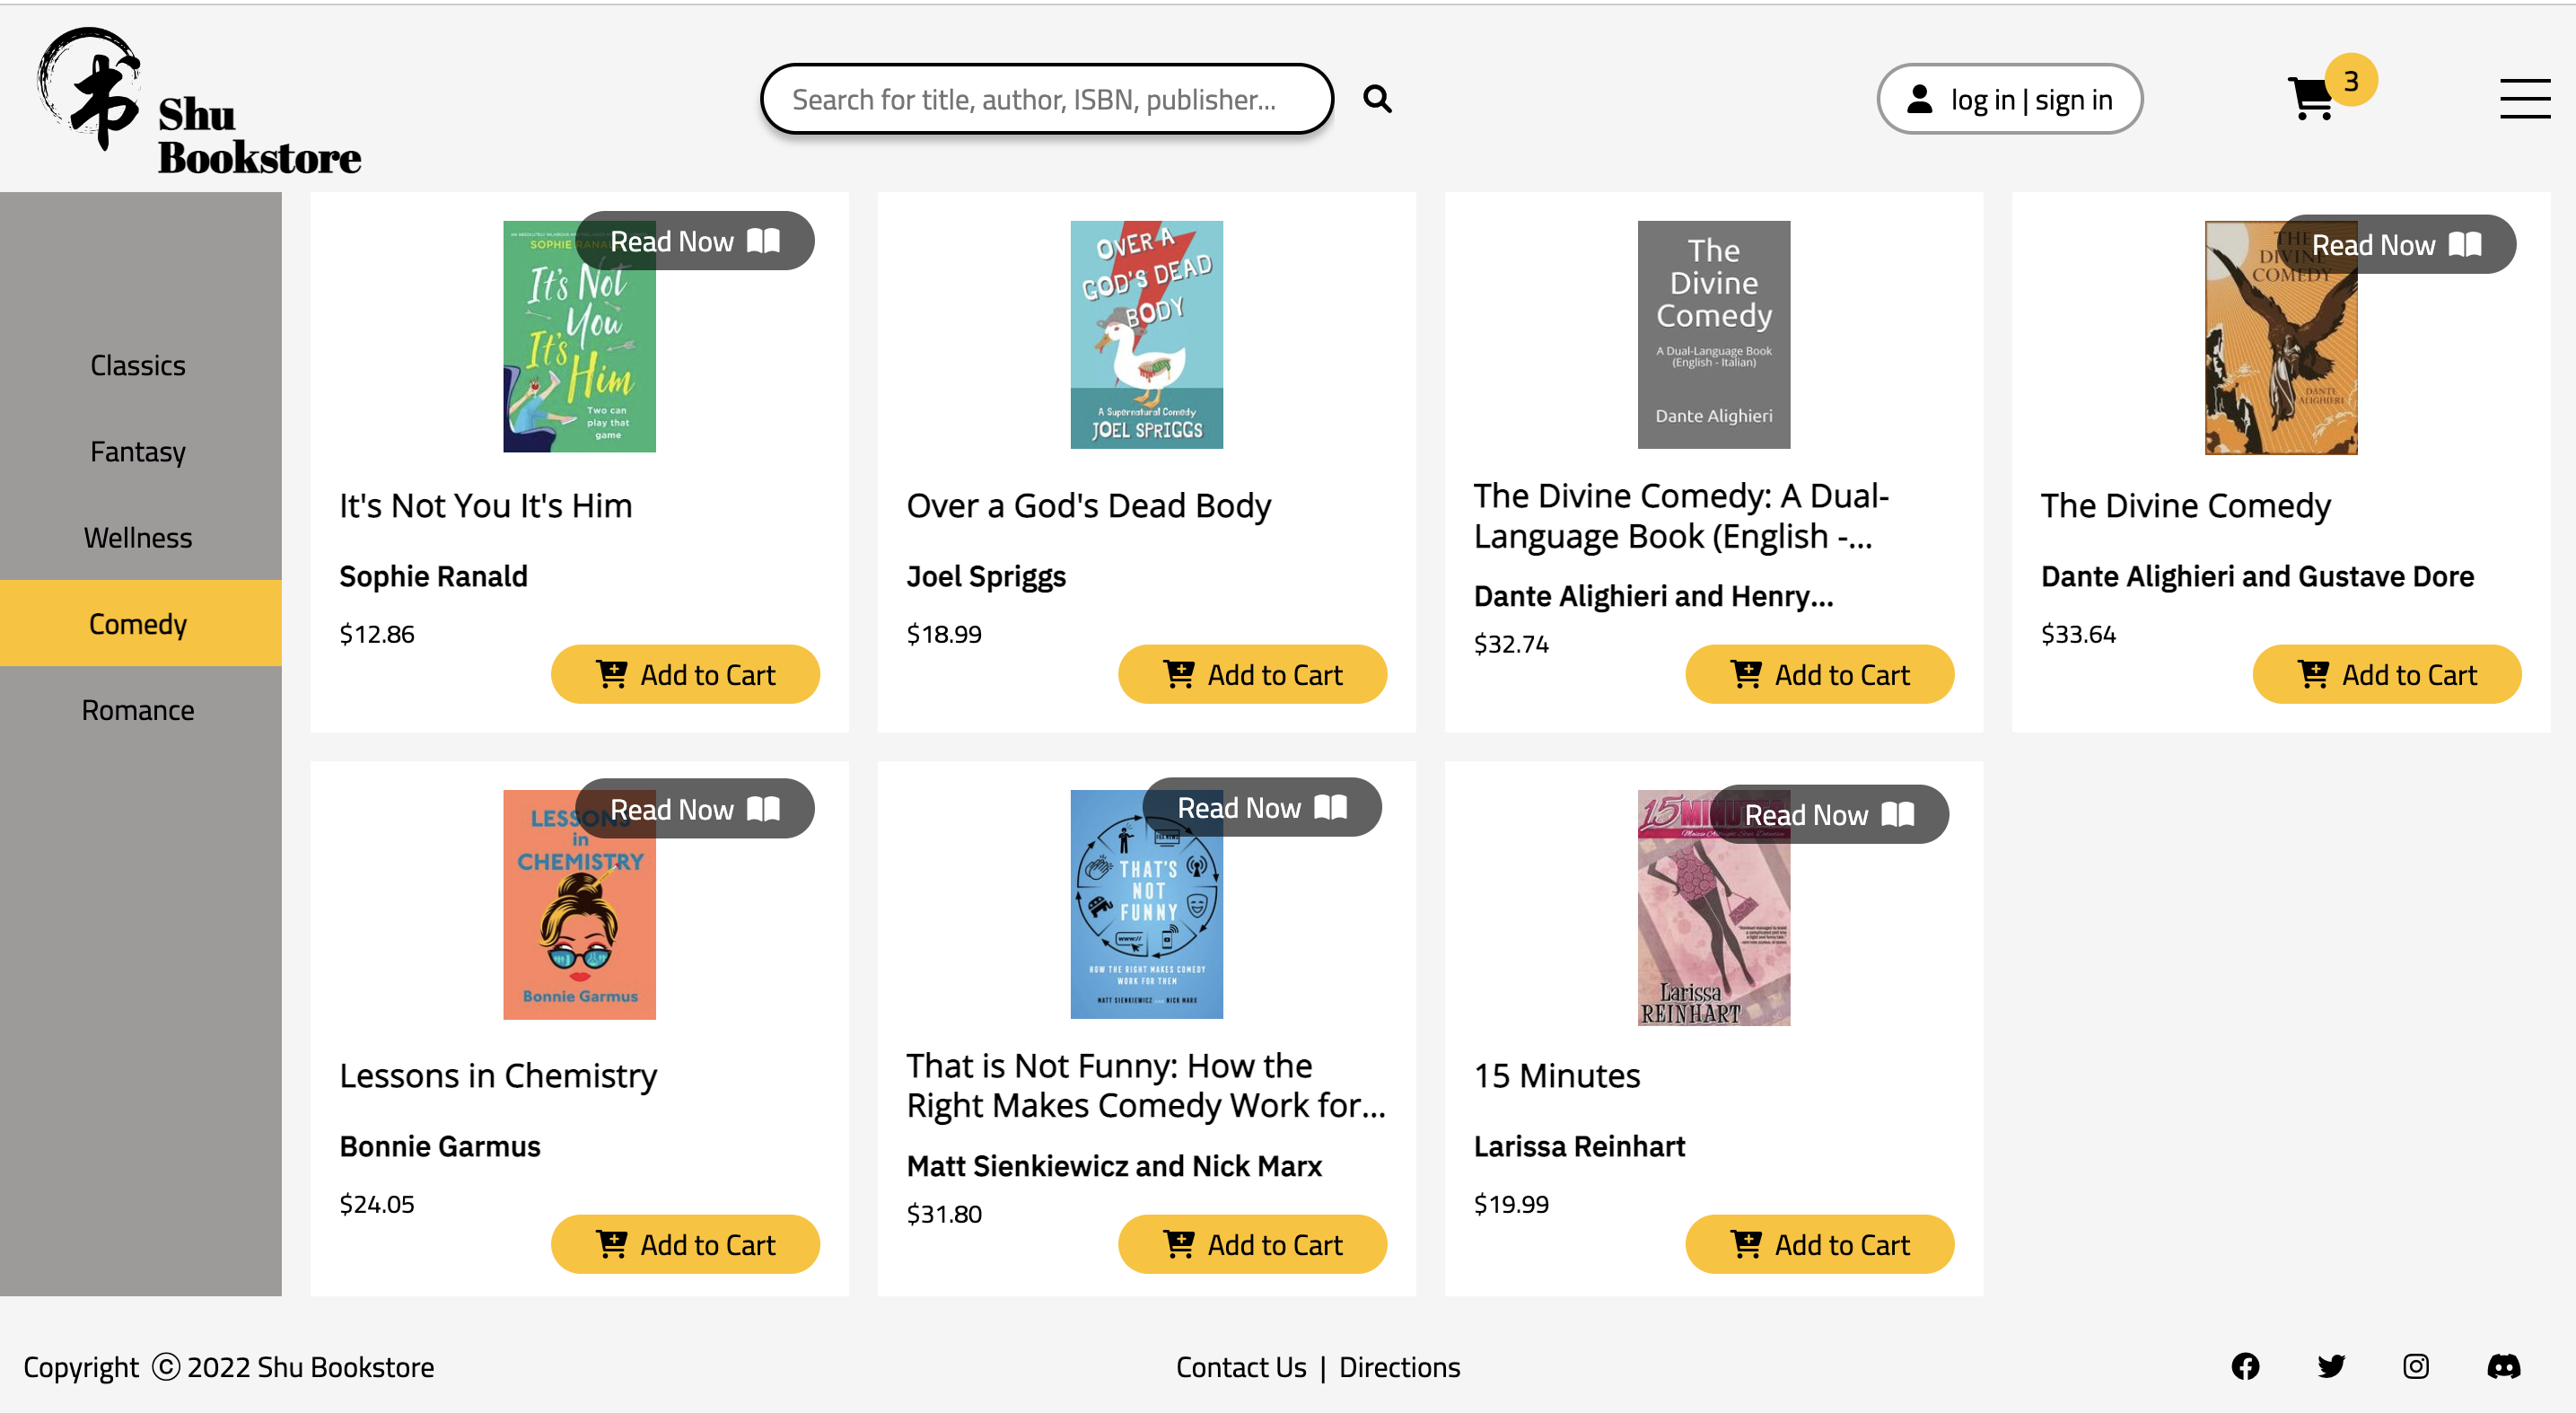 书
Shu
Bookstore
Search for title, author, ISBN, publisher...
log in | sign in
3
Classics
Fantasy
Wellness
Comedy
Romance
SOPHIE RANALD
It's Not
You
It's
Him
Two can
play that
game
Read Now
It's Not You It's Him
Sophie Ranald
$12.86
Add to Cart
OVER A
GOD'S DEAD
BODY
A Supernatural Comedy
JOEL SPRIGGS
Over a God's Dead Body
Joel Spriggs
$18.99
Add to Cart
The
Divine
Comedy
A Dual-Language Book
(English - Italian)
Dante Alighieri
The Divine Comedy: A Dual-
Language Book (English -...
Dante Alighieri and Henry...
$32.74
Add to Cart
THE
DIVINE
COMEDY
DANTE
ALIGHIERI
Read Now
The Divine Comedy
Dante Alighieri and Gustave Dore
$33.64
Add to Cart
LESSONS
in
CHEMISTRY
Bonnie Garmus
Read Now
Lessons in Chemistry
Bonnie Garmus
$24.05
Add to Cart
THAT'S
NOT
FUNNY
www://
HOW THE RIGHT MAKES COMEDY
WORK FOR THEM
MATT SIENKIEWICZ AND NICK MARX
Read Now
That is Not Funny: How the
Right Makes Comedy Work for...
Matt Sienkiewicz and Nick Marx
$31.80
Add to Cart
15 MINUTES
Larissa
REINHART
Read Now
15 Minutes
Larissa Reinhart
$19.99
Add to Cart
Copyright © 2022 Shu Bookstore
Contact Us | Directions